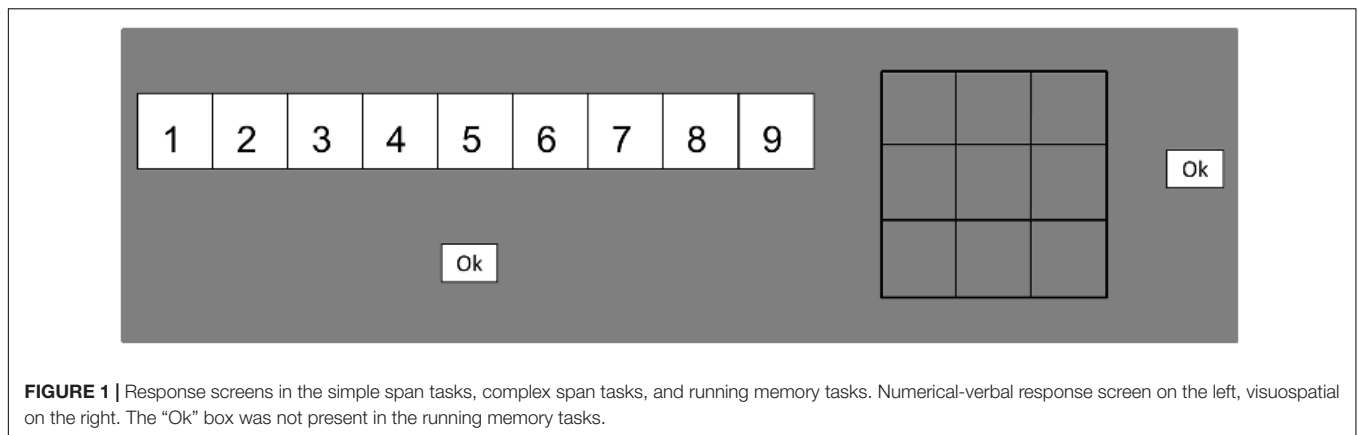 1 2 3 4 5 6 7 8 9
Ok
Ok
FIGURE 1 | Response screens in the simple span tasks, complex span tasks, and running memory tasks. Numerical-verbal response screen on the left, visuospatial
on the right. The “Ok” box was not present in the running memory tasks.